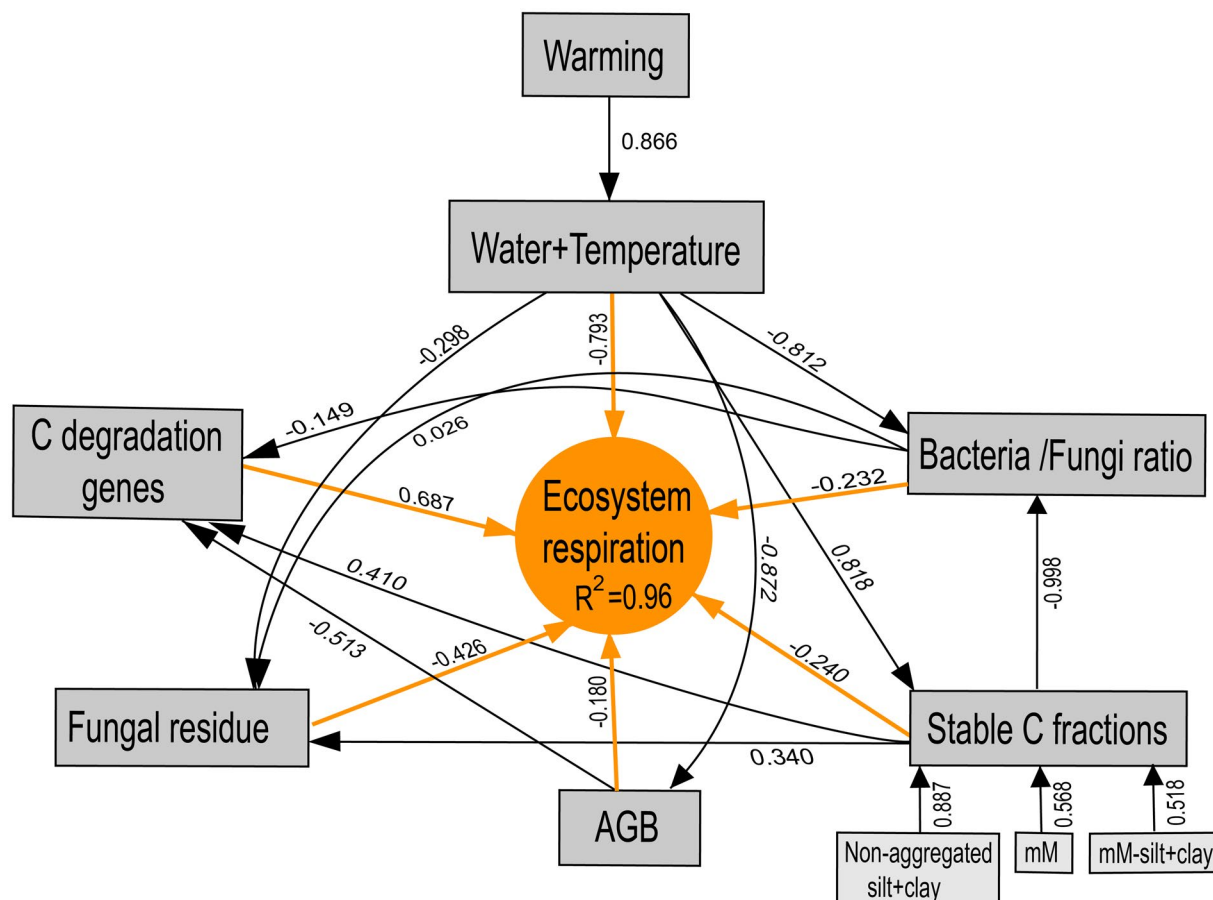 Warming
0.866
Water+Temperature
-0.298
-0.793
-0.812
C degradation
genes
-0.149
0.026
Bacteria /Fungi ratio
0.687
-0.232
Ecosystem
respiration
R²=0.96
0.410
-0.513
-0.872
0.818
-0.998
-0.426
-0.180
-0.240
Fungal residue
0.340
Stable C fractions
AGB
0.887
0.568
0.518
Non-aggregated
silt+clay
mM
mM-silt+clay